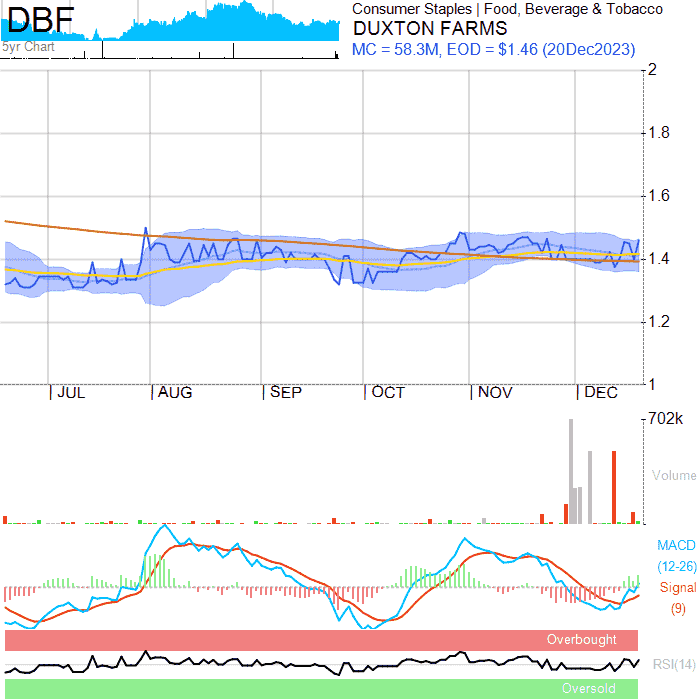 DBF
5yr Chart
Consumer Staples | Food, Beverage & Tobacco
DUXTON FARMS
MC = 58.3M, EOD = $1.46 (20Dec2023)
2
1.8
1.6
1.4
1.2
1
| JUL | AUG | SEP | OCT | NOV | DEC
702k
Volume
MACD
(12-26)
Signal
(9)
Overbought
RSI(14)
Oversold